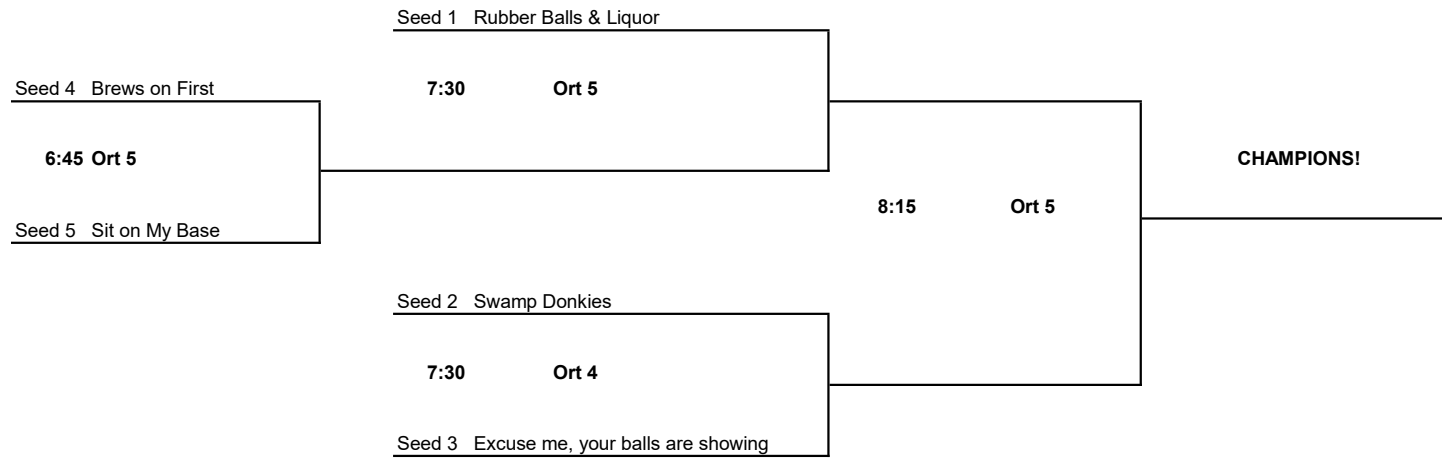 Seed 1 Rubber Balls & Liquor
Seed 4 Brews on First
7:30 Ort 5
6:45 Ort 5
CHAMPIONS!
8:15 Ort 5
Seed 5 Sit on My Base
Seed 2 Swamp Donkies
7:30 Ort 4
Seed 3 Excuse me, your balls are showing